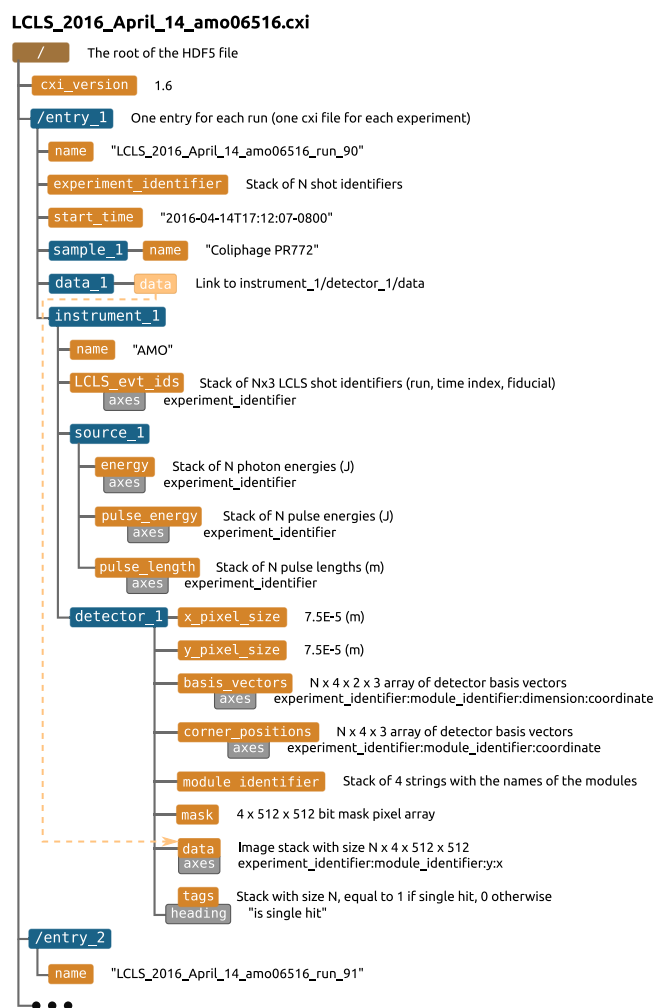 LCLS_2016_April_14_amo06516.cxi
/ The root of the HDF5 file
cxi_version 1.6
/entry_1 One entry for each run (one cxi file for each experiment)
name "LCLS_2016_April_14_amo06516_run_90"
experiment_identifier Stack of N shot identifiers
start_time "2016-04-14T17:12:07-0800"
sample_1 name "Coliphage PR772"
data_1 data Link to instrument_1/detector_1/data
instrument_1
name "AMO"
LCLS_evt_ids Stack of Nx3 LCLS shot identifiers (run, time index, fiducial)
axes experiment_identifier
source_1
energy Stack of N photon energies (J)
axes experiment_identifier
pulse_energy Stack of N pulse energies (J)
axes experiment_identifier
pulse_length Stack of N pulse lengths (m)
axes experiment_identifier
detector_1 x_pixel_size 7.5E-5 (m)
y_pixel_size 7.5E-5 (m)
basis_vectors N x 4 x 2 x 3 array of detector basis vectors
axes experiment_identifier:module_identifier:dimension:coordinate
corner_positions N x 4 x 3 array of detector basis vectors
axes experiment_identifier:module_identifier:coordinate
module identifier Stack of 4 strings with the names of the modules
mask 4 x 512 x 512 bit mask pixel array
data Image stack with size N x 4 x 512 x 512
axes experiment_identifier:module_identifier:y:x
tags Stack with size N, equal to 1 if single hit, 0 otherwise
heading "is single hit"
/entry_2
name "LCLS_2016_April_14_amo06516_run_91"